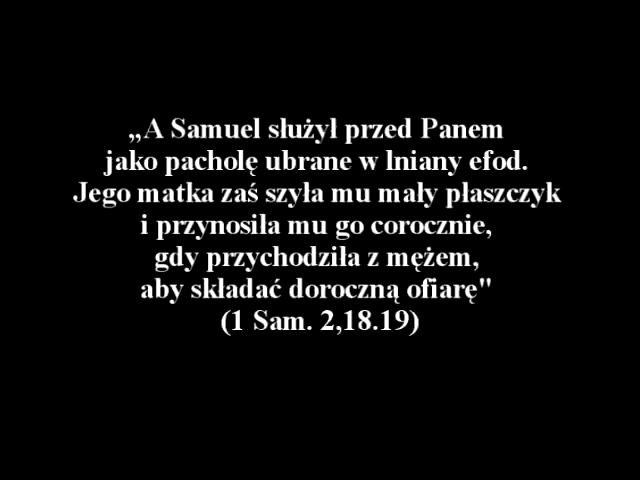 „A Samuel służył przed Panem
jako pacholę ubrane w lniany efod.
Jego matka zaś szyła mu mały płaszczyk
i przynosiła mu go corocznie,
gdy przychodziła z mężem,
aby składać doroczną ofiarę"
(1 Sam. 2,18.19)